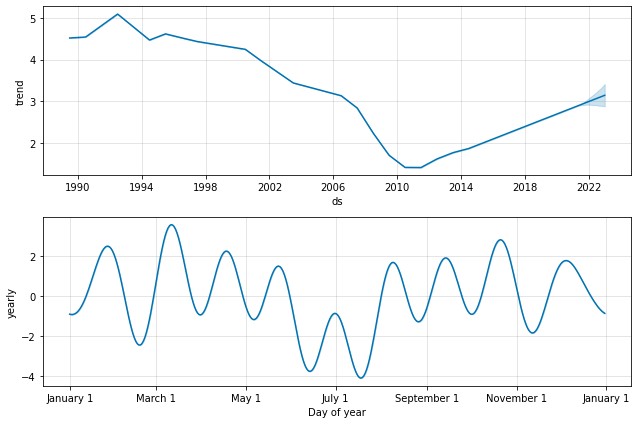 5
4
3
2
trend
1990
1994
1998
2002
2006
2010
2014
2018
2022
ds
2
0
−2
−4
yearly
January 1
March 1
May 1
July 1
September 1
November 1
January 1
Day of year